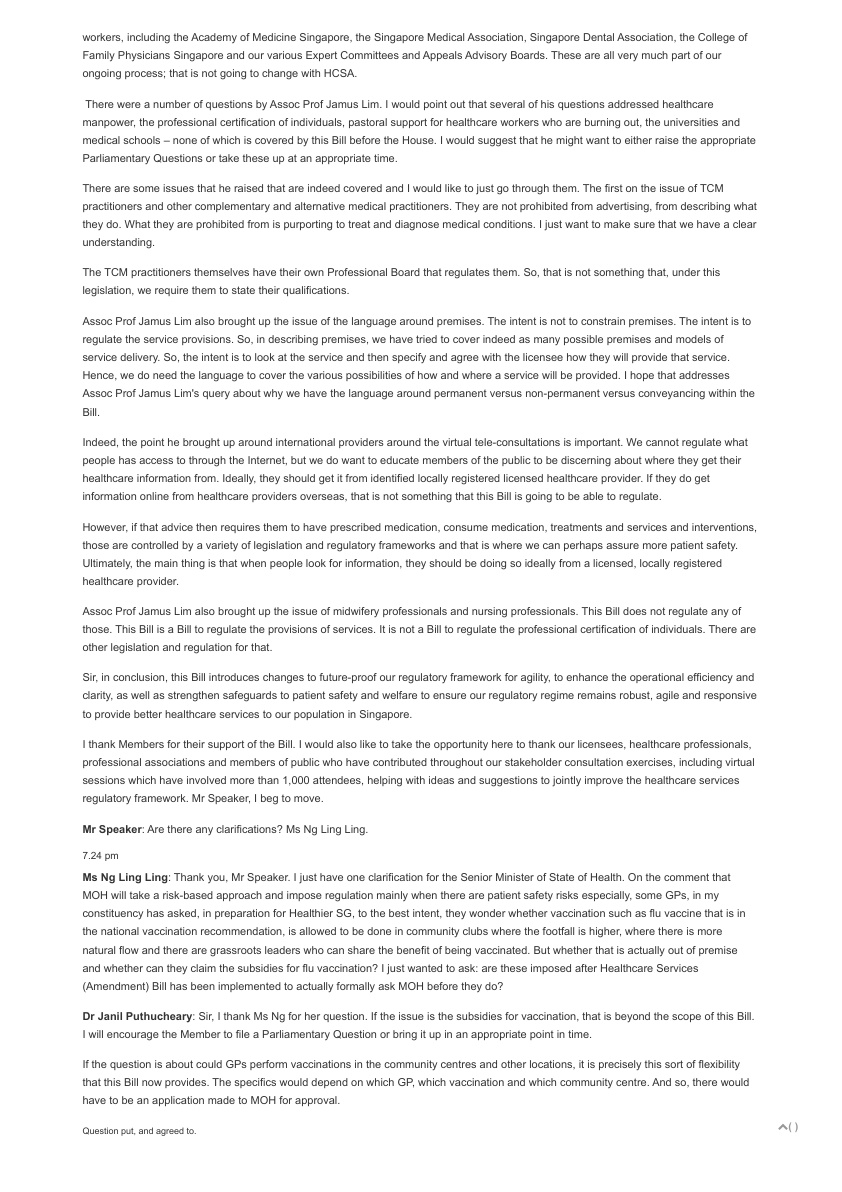 workers, including the Academy of Medicine Singapore, the Singapore Medical Association, Singapore Dental Association, the College of
Family Physicians Singapore and our various Expert Committees and Appeals Advisory Boards. These are all very much part of our
ongoing process; that is not going to change with HCSA.
There were a number of questions by Assoc Prof Jamus Lim. I would point out that several of his questions addressed healthcare
manpower, the professional certification of individuals, pastoral support for healthcare workers who are burning out, the universities and
medical schools – none of which is covered by this Bill before the House. I would suggest that he might want to either raise the appropriate
Parliamentary Questions or take these up at an appropriate time.
There are some issues that he raised that are indeed covered and I would like to just go through them. The first on the issue of TCM
practitioners and other complementary and alternative medical practitioners. They are not prohibited from advertising, from describing what
they do. What they are prohibited from is purporting to treat and diagnose medical conditions. I just want to make sure that we have a clear
understanding.
The TCM practitioners themselves have their own Professional Board that regulates them. So, that is not something that, under this
legislation, we require them to state their qualifications.
Assoc Prof Jamus Lim also brought up the issue of the language around premises. The intent is not to constrain premises. The intent is to
regulate the service provisions. So, in describing premises, we have tried to cover indeed as many possible premises and models of
service delivery. So, the intent is to look at the service and then specify and agree with the licensee how they will provide that service.
Hence, we do need the language to cover the various possibilities of how and where a service will be provided. I hope that addresses
Assoc Prof Jamus Lim's query about why we have the language around permanent versus non-permanent versus conveyancing within the
Bill.
Indeed, the point he brought up around international providers around the virtual tele-consultations is important. We cannot regulate what
people has access to through the Internet, but we do want to educate members of the public to be discerning about where they get their
healthcare information from. Ideally, they should get it from identified locally registered licensed healthcare provider. If they do get
information online from healthcare providers overseas, that is not something that this Bill is going to be able to regulate.
However, if that advice then requires them to have prescribed medication, consume medication, treatments and services and interventions,
those are controlled by a variety of legislation and regulatory frameworks and that is where we can perhaps assure more patient safety.
Ultimately, the main thing is that when people look for information, they should be doing so ideally from a licensed, locally registered
healthcare provider.
Assoc Prof Jamus Lim also brought up the issue of midwifery professionals and nursing professionals. This Bill does not regulate any of
those. This Bill is a Bill to regulate the provisions of services. It is not a Bill to regulate the professional certification of individuals. There are
other legislation and regulation for that.
Sir, in conclusion, this Bill introduces changes to future-proof our regulatory framework for agility, to enhance the operational efficiency and
clarity, as well as strengthen safeguards to patient safety and welfare to ensure our regulatory regime remains robust, agile and responsive
to provide better healthcare services to our population in Singapore.
I thank Members for their support of the Bill. I would also like to take the opportunity here to thank our licensees, healthcare professionals,
professional associations and members of public who have contributed throughout our stakeholder consultation exercises, including virtual
sessions which have involved more than 1,000 attendees, helping with ideas and suggestions to jointly improve the healthcare services
regulatory framework. Mr Speaker, I beg to move.
Mr Speaker: Are there any clarifications? Ms Ng Ling Ling.
7.24 pm
Ms Ng Ling Ling: Thank you, Mr Speaker. I just have one clarification for the Senior Minister of State of Health. On the comment that
MOH will take a risk-based approach and impose regulation mainly when there are patient safety risks especially, some GPs, in my
constituency has asked, in preparation for Healthier SG, to the best intent, they wonder whether vaccination such as flu vaccine that is in
the national vaccination recommendation, is allowed to be done in community clubs where the footfall is higher, where there is more
natural flow and there are grassroots leaders who can share the benefit of being vaccinated. But whether that is actually out of premise
and whether can they claim the subsidies for flu vaccination? I just wanted to ask: are these imposed after Healthcare Services
(Amendment) Bill has been implemented to actually formally ask MOH before they do?
Dr Janil Puthucheary: Sir, I thank Ms Ng for her question. If the issue is the subsidies for vaccination, that is beyond the scope of this Bill.
I will encourage the Member to file a Parliamentary Question or bring it up in an appropriate point in time.
If the question is about could GPs perform vaccinations in the community centres and other locations, it is precisely this sort of flexibility
that this Bill now provides. The specifics would depend on which GP, which vaccination and which community centre. And so, there would
have to be an application made to MOH for approval.
Question put, and agreed to.
( )